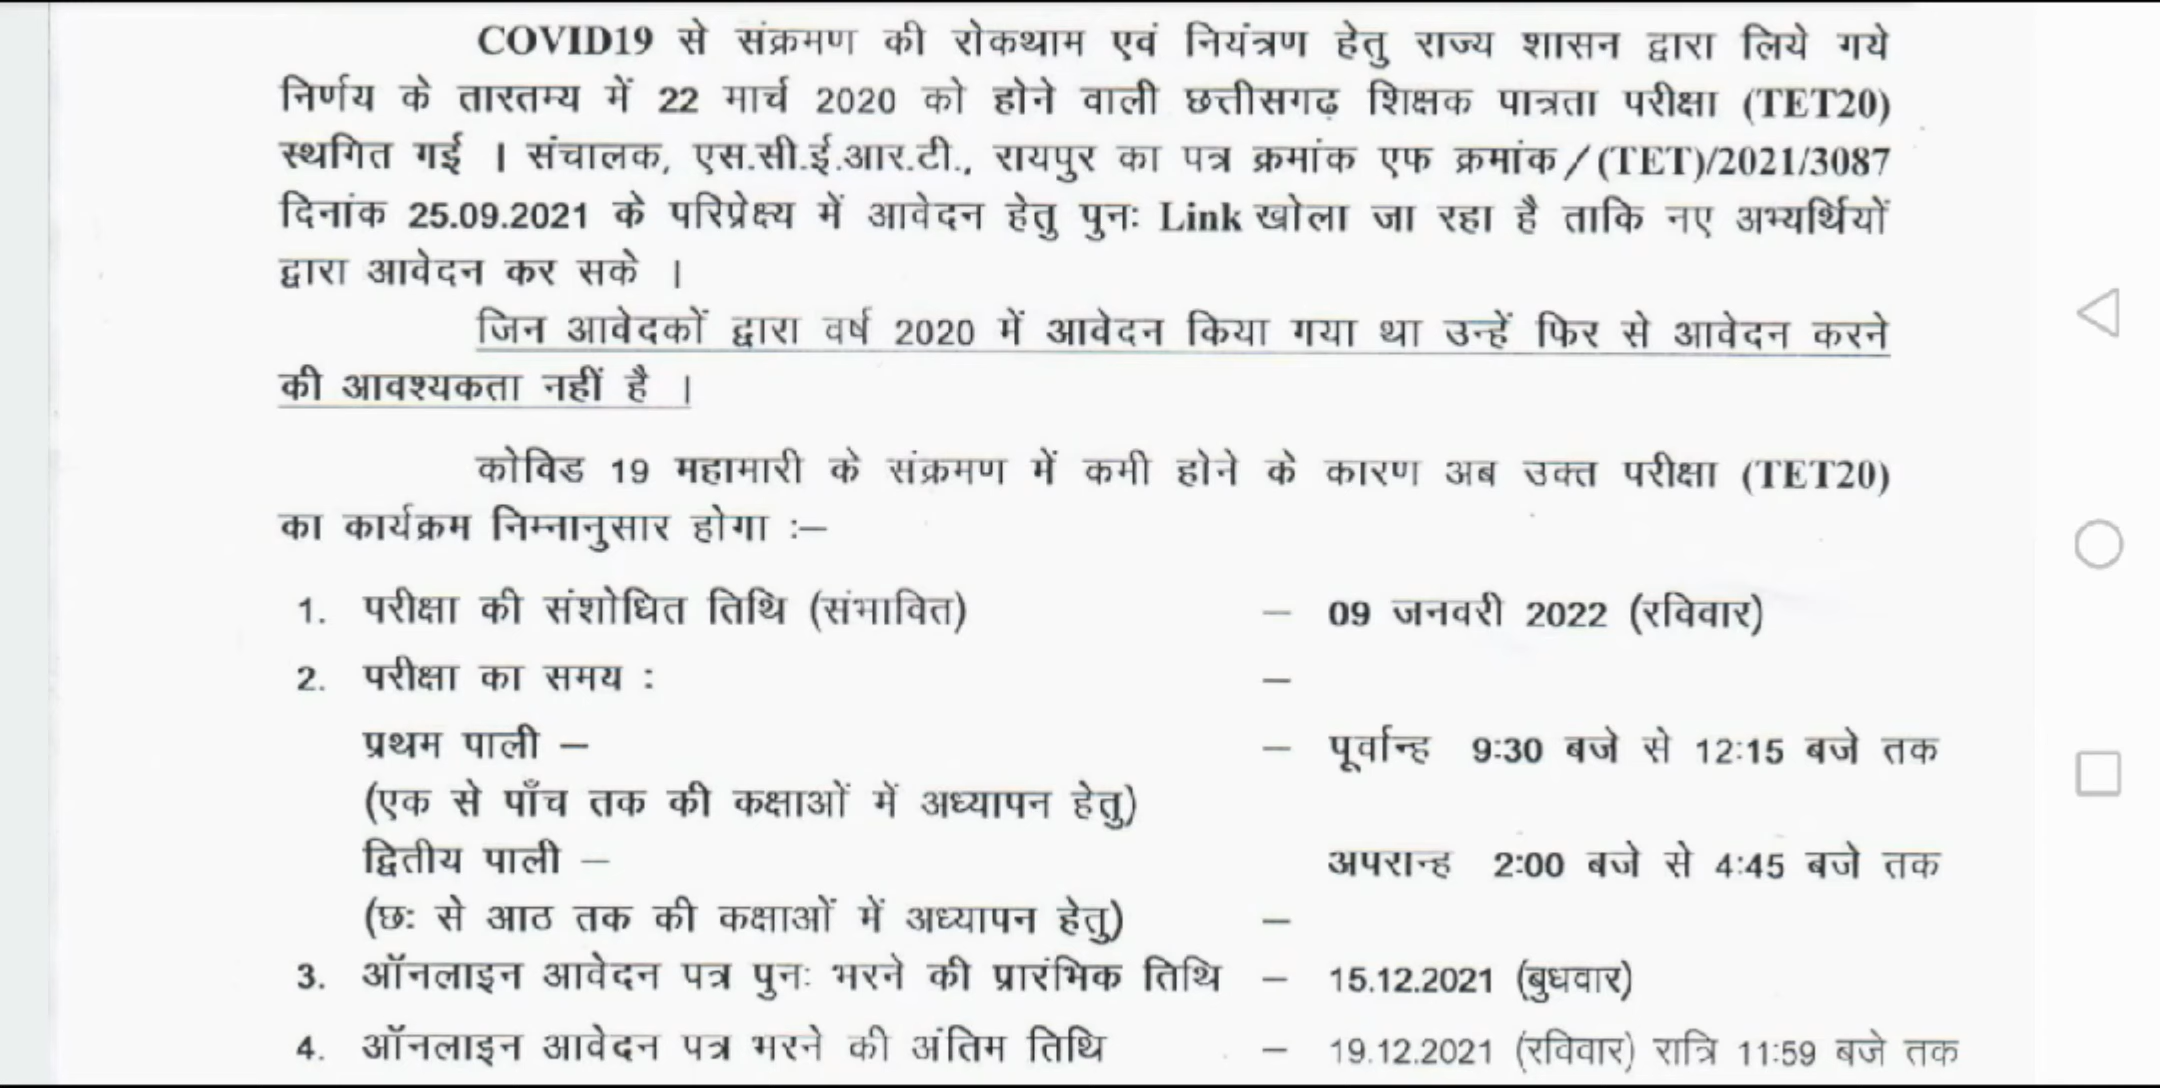 COVID19 से संक्रमण की रोकथाम एवं नियंत्रण हेतु राज्य शासन द्वारा लिये गये
निर्णय के तारतम्य में 22 मार्च 2020 को होने वाली छत्तीसगढ़ शिक्षक पात्रता परीक्षा (TET20)
स्थगित गई । संचालक, एस.सी.ई.आर.टी., रायपुर का पत्र क्रमांक एफ क्रमांक/(TET)/2021/3087
दिनांक 25.09.2021 के परिप्रेक्ष्य में आवेदन हेतु पुनः Link खोला जा रहा है ताकि नए अभ्यर्थियों
द्वारा आवेदन कर सके ।
जिन आवेदकों द्वारा वर्ष 2020 में आवेदन किया गया था उन्हें फिर से आवेदन करने
की आवश्यकता नहीं है ।
कोविड 19 महामारी के संक्रमण में कमी होने के कारण अब उक्त परीक्षा (TET20)
का कार्यक्रम निम्नानुसार होगा :–
1. परीक्षा की संशोधित तिथि (संभावित) – 09 जनवरी 2022 (रविवार)
2. परीक्षा का समय : –
प्रथम पाली – – पूर्वान्ह 9:30 बजे से 12:15 बजे तक
(एक से पाँच तक की कक्षाओं में अध्यापन हेतु)
द्वितीय पाली – अपरान्ह 2:00 बजे से 4:45 बजे तक
(छः से आठ तक की कक्षाओं में अध्यापन हेतु) –
3. ऑनलाइन आवेदन पत्र पुनः भरने की प्रारंभिक तिथि – 15.12.2021 (बुधवार)
4. ऑनलाइन आवेदन पत्र भरने की अंतिम तिथि – 19.12.2021 (रविवार) रात्रि 11:59 बजे तक